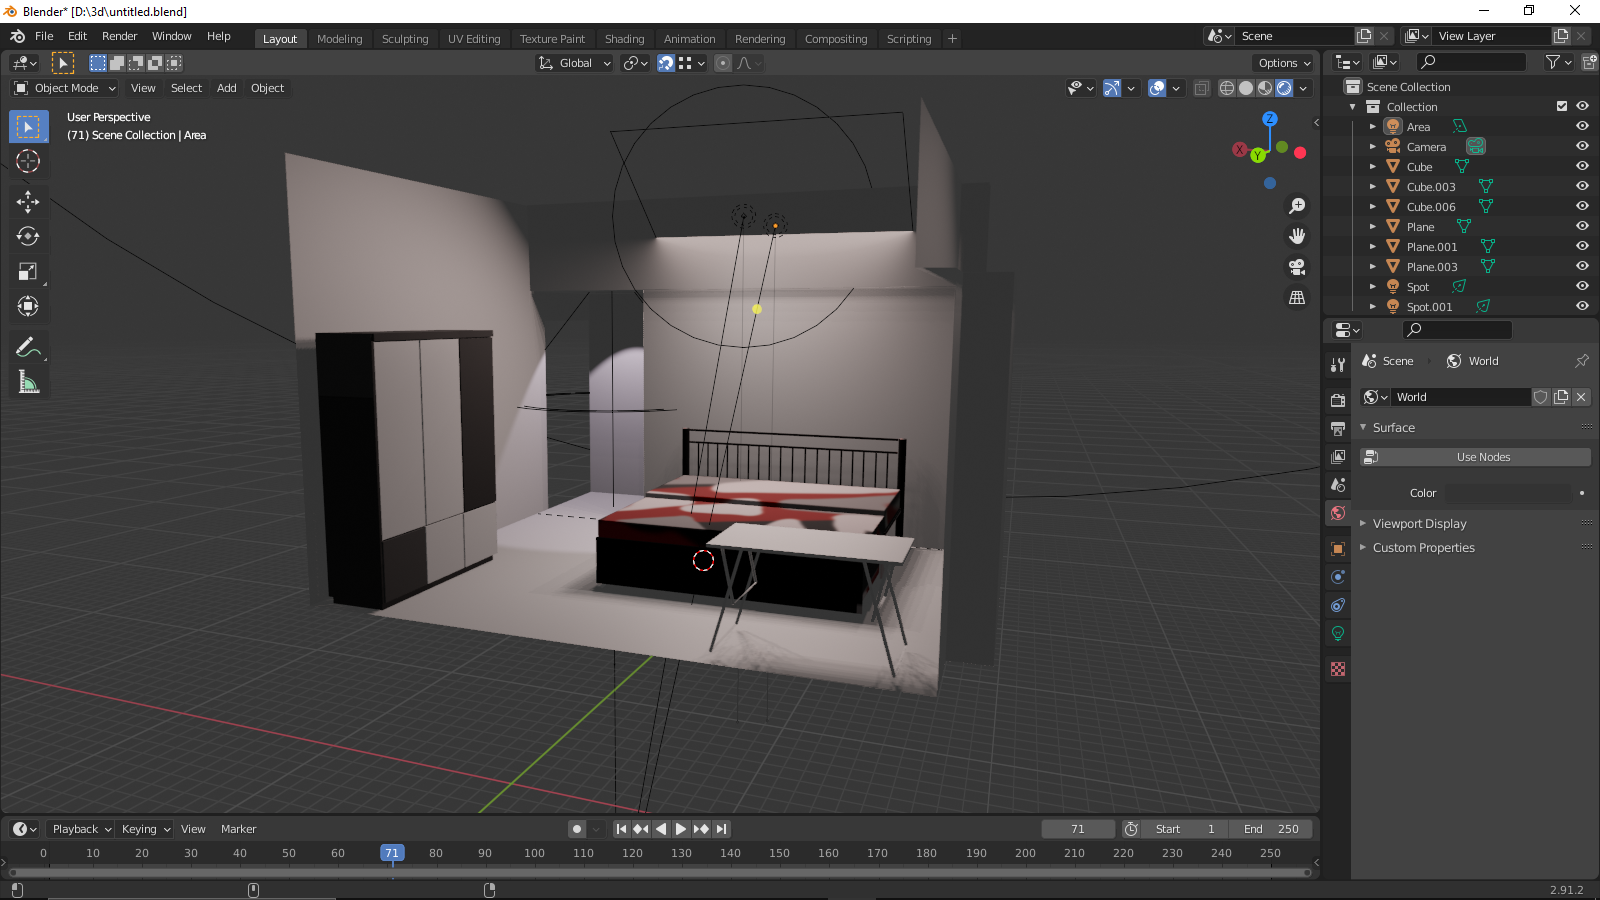 Blender* [D:\3d\untitled.blend]
File Edit Render Window Help
Layout Modeling Sculpting UV Editing Texture Paint Shading Animation Rendering Compositing Scripting +
Scene
View Layer
Global
Options
Object Mode View Select Add Object
User Perspective
(71) Scene Collection | Area
Z
X
Y
Scene Collection
Collection
Area
Camera
Cube
Cube.003
Cube.006
Plane
Plane.001
Plane.003
Spot
Spot.001
Scene World
World
Surface
Use Nodes
Color
Viewport Display
Custom Properties
Playback Keying View Marker
71 Start 1 End 250
0 10 20 30 40 50 60 71 80 90 100 110 120 130 140 150 160 170 180 190 200 210 220 230 240 250
2.91.2